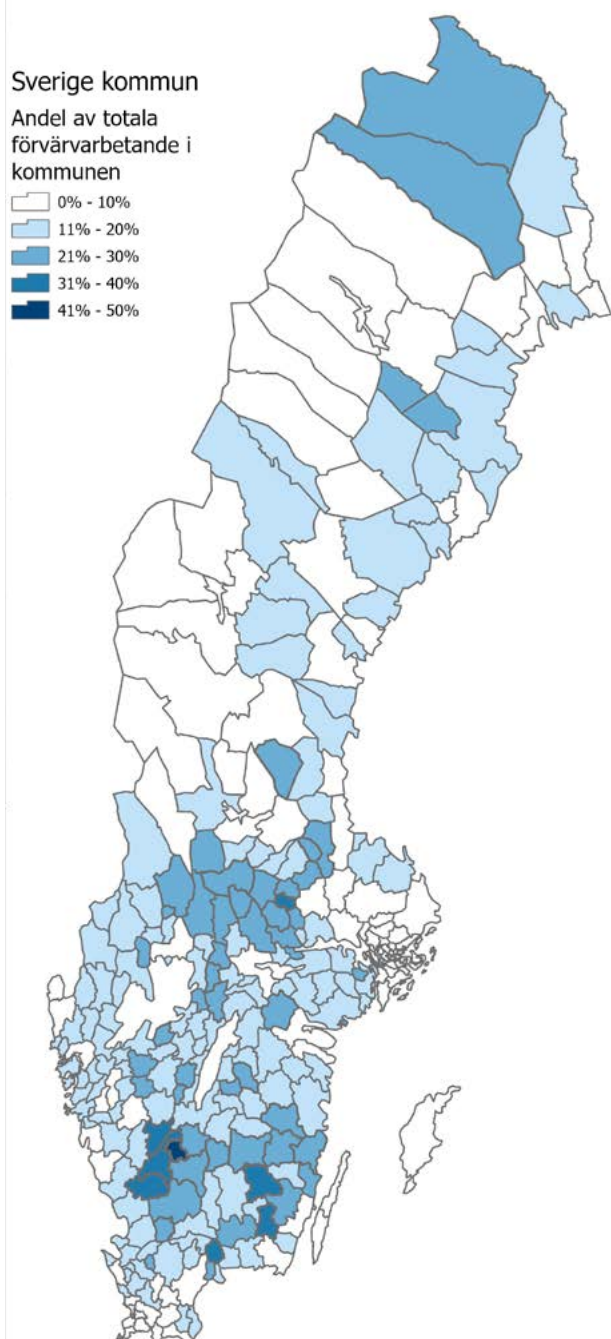 Sverige kommun
Andel av totala
förvärvarbetande i
kommunen
0% - 10%
11% - 20%
21% - 30%
31% - 40%
41% - 50%